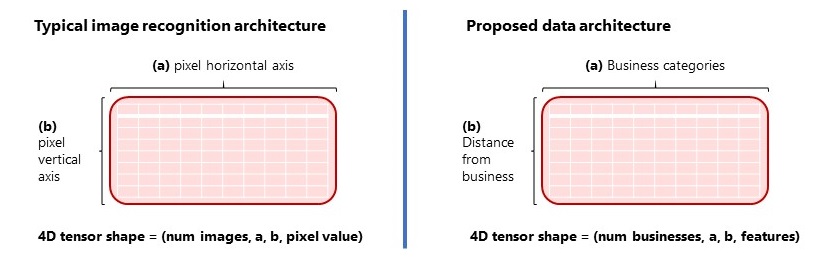 Typical image recognition architecture
(a) pixel horizontal axis
(b)
pixel
vertical
axis
4D tensor shape = (num images, a, b, pixel value)
Proposed data architecture
(a) Business categories
(b)
Distance
from
business
4D tensor shape = (num businesses, a, b, features)